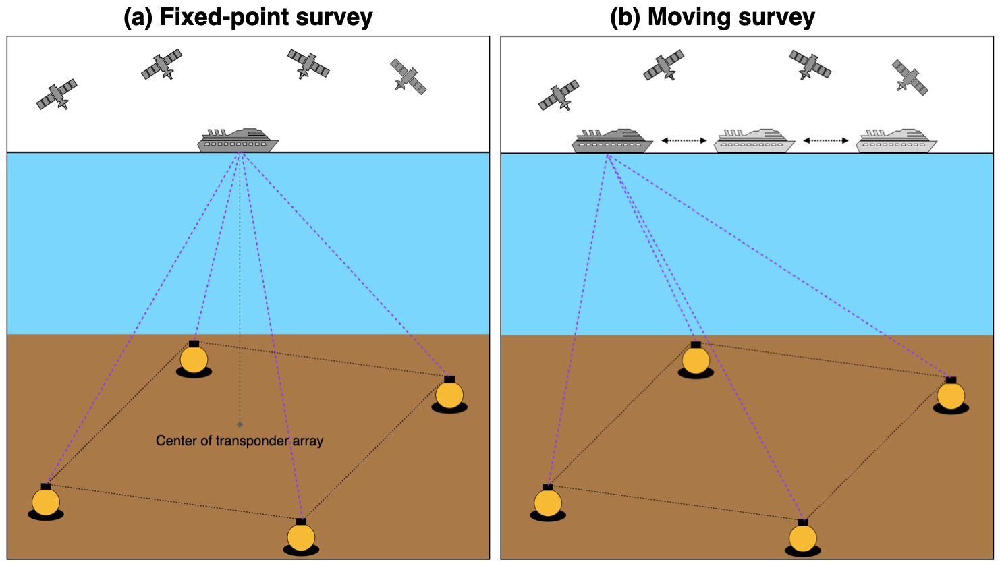 (a) Fixed-point survey
(b) Moving survey
Center of transponder array